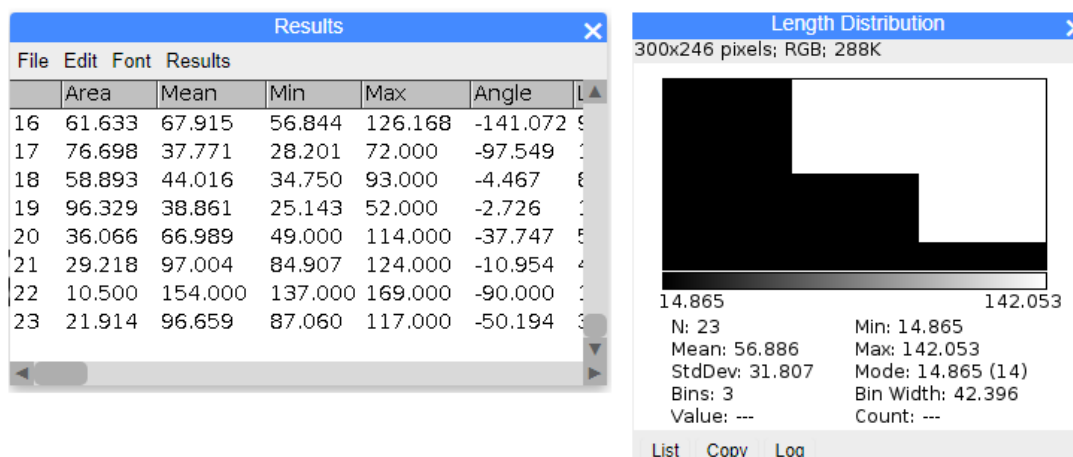 Results
File Edit Font Results
Area Mean Min Max Angle
16 61.633 67.915 56.844 126.168 -141.072
17 76.698 37.771 28.201 72.000 -97.549
18 58.893 44.016 34.750 93.000 -4.467
19 96.329 38.861 25.143 52.000 -2.726
20 36.066 66.989 49.000 114.000 -37.747
21 29.218 97.004 84.907 124.000 -10.954
22 10.500 154.000 137.000 169.000 -90.000
23 21.914 96.659 87.060 117.000 -50.194
Length Distribution
300x246 pixels; RGB; 288K
14.865 142.053
N: 23 Min: 14.865
Mean: 56.886 Max: 142.053
StdDev: 31.807 Mode: 14.865 (14)
Bins: 3 Bin Width: 42.396
Value: --- Count: ---
List Copy Log